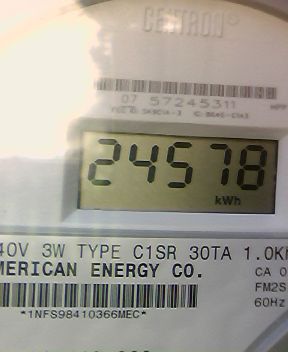 CENTRON®
07 57245311
24578
kWh
40V 3W TYPE C1SR 30TA 1.0K
MERICAN ENERGY CO.
CA 0
FM2S
60Hz
*1NFS98410366MEC*